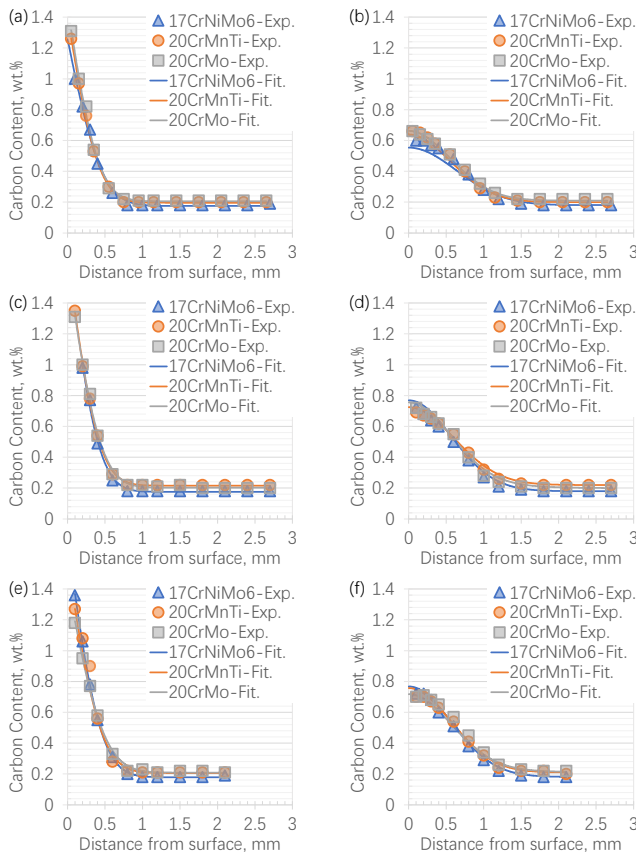 (a)
Carbon Content, wt.%
1.4
1.2
1
0.8
0.6
0.4
0.2
0
17CrNiMo6-Exp.
20CrMnTi-Exp.
20CrMo-Exp.
17CrNiMo6-Fit.
20CrMnTi-Fit.
20CrMo-Fit.
0 0.5 1 1.5 2 2.5 3
Distance from surface, mm
(b)
Carbon Content, wt.%
1.4
1.2
1
0.8
0.6
0.4
0.2
0
17CrNiMo6-Exp.
20CrMnTi-Exp.
20CrMo-Exp.
17CrNiMo6-Fit.
20CrMnTi-Fit.
20CrMo-Fit.
0 0.5 1 1.5 2 2.5 3
Distance from surface, mm
(c)
Carbon Content, wt.%
1.4
1.2
1
0.8
0.6
0.4
0.2
0
17CrNiMo6-Exp.
20CrMnTi-Exp.
20CrMo-Exp.
17CrNiMo6-Fit.
20CrMnTi-Fit.
20CrMo-Fit.
0 0.5 1 1.5 2 2.5 3
Distance from surface, mm
(d)
Carbon Content, wt.%
1.4
1.2
1
0.8
0.6
0.4
0.2
0
17CrNiMo6-Exp.
20CrMnTi-Exp.
20CrMo-Exp.
17CrNiMo6-Fit.
20CrMnTi-Fit.
20CrMo-Fit.
0 0.5 1 1.5 2 2.5 3
Distance from surface, mm
(e)
Carbon Content, wt.%
1.4
1.2
1
0.8
0.6
0.4
0.2
0
17CrNiMo6-Exp.
20CrMnTi-Exp.
20CrMo-Exp.
17CrNiMo6-Fit.
20CrMnTi-Fit.
20CrMo-Fit.
0 0.5 1 1.5 2 2.5 3
Distance from surface, mm
(f)
Carbon Content, wt.%
1.4
1.2
1
0.8
0.6
0.4
0.2
0
17CrNiMo6-Exp.
20CrMnTi-Exp.
20CrMo-Exp.
17CrNiMo6-Fit.
20CrMnTi-Fit.
20CrMo-Fit.
0 0.5 1 1.5 2 2.5 3
Distance from surface, mm